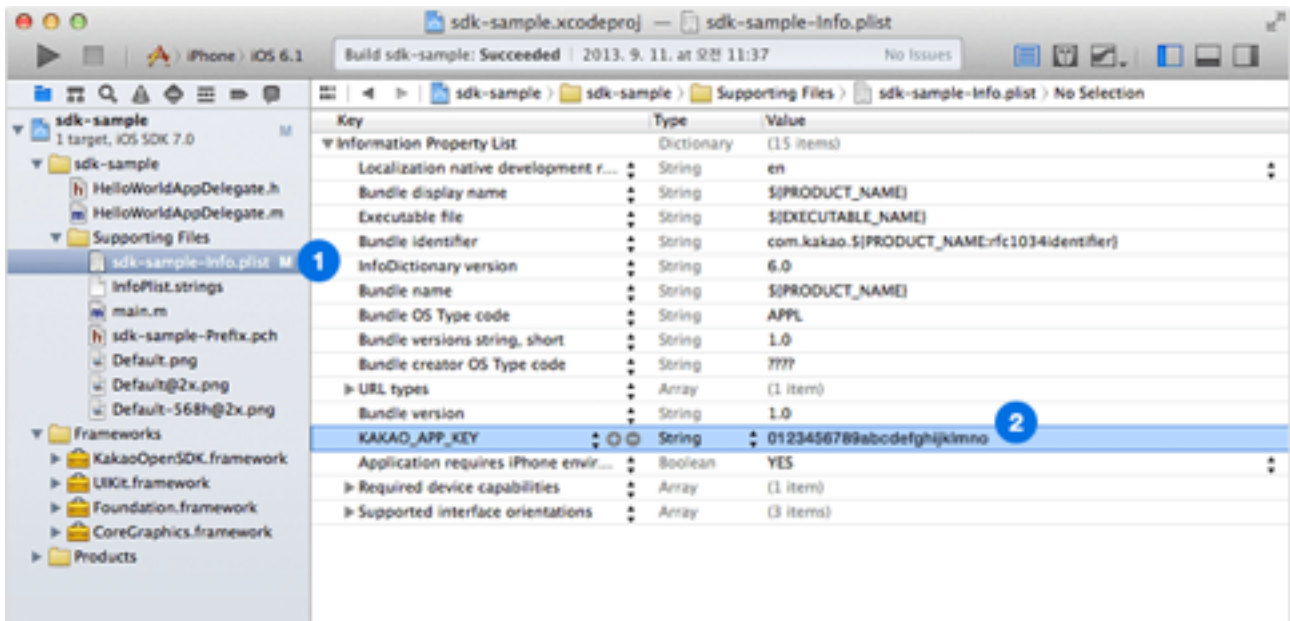 sdk-sample.xcodeproj — sdk-sample-Info.plist
iPhone iOS 6.1
Build sdk-sample: Succeeded | 2013. 9. 11. at 오전 11:37
No Issues
sdk-sample 〉 sdk-sample 〉 Supporting Files 〉 sdk-sample-Info.plist 〉 No Selection
sdk-sample
1 target, iOS SDK 7.0 M
sdk-sample
HelloWorldAppDelegate.h
HelloWorldAppDelegate.m
Supporting Files
sdk-sample-Info.plist M
InfoPlist.strings
main.m
sdk-sample-Prefix.pch
Default.png
Default@2x.png
Default-568h@2x.png
Frameworks
KakaoOpenSDK.framework
UIKit.framework
Foundation.framework
CoreGraphics.framework
Products
1
Key Type Value
Information Property List Dictionary (15 items)
Localization native development r... String en
Bundle display name String ${PRODUCT_NAME}
Executable file String ${EXECUTABLE_NAME}
Bundle identifier String com.kakao.${PRODUCT_NAME:rfc1034identifier}
InfoDictionary version String 6.0
Bundle name String ${PRODUCT_NAME}
Bundle OS Type code String APPL
Bundle versions string, short String 1.0
Bundle creator OS Type code String ????
URL types Array (1 item)
Bundle version String 1.0
2
KAKAO_APP_KEY String 0123456789abcdefghijklmno
Application requires iPhone envir... Boolean YES
Required device capabilities Array (1 item)
Supported interface orientations Array (3 items)